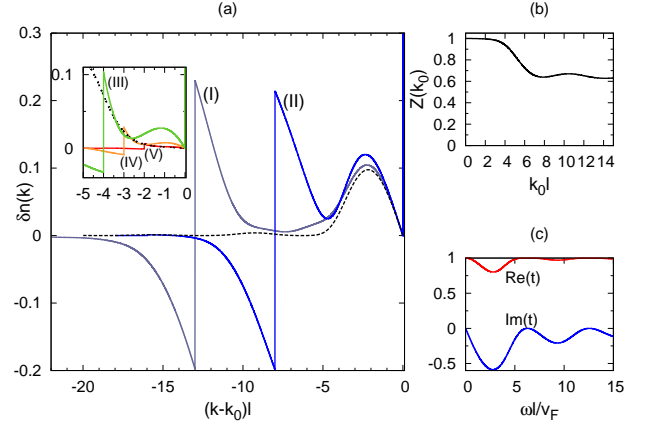 (a)
δn(k)
0.3
0.2
0.1
0
-0.1
-0.2
-20
-15
-10
-5
0
(k-k₀)l
(I)
(II)
0.1
0
-5
-4
-3
-2
-1
0
(III)
(IV)
(V)
(b)
Z(k₀)
1
0.8
0.6
0.4
0.2
0
0 2 4 6 8 10 12 14
k₀l
(c)
1
0.5
0
-0.5
Re(t)
Im(t)
0
5
10
15
ωl/v_F